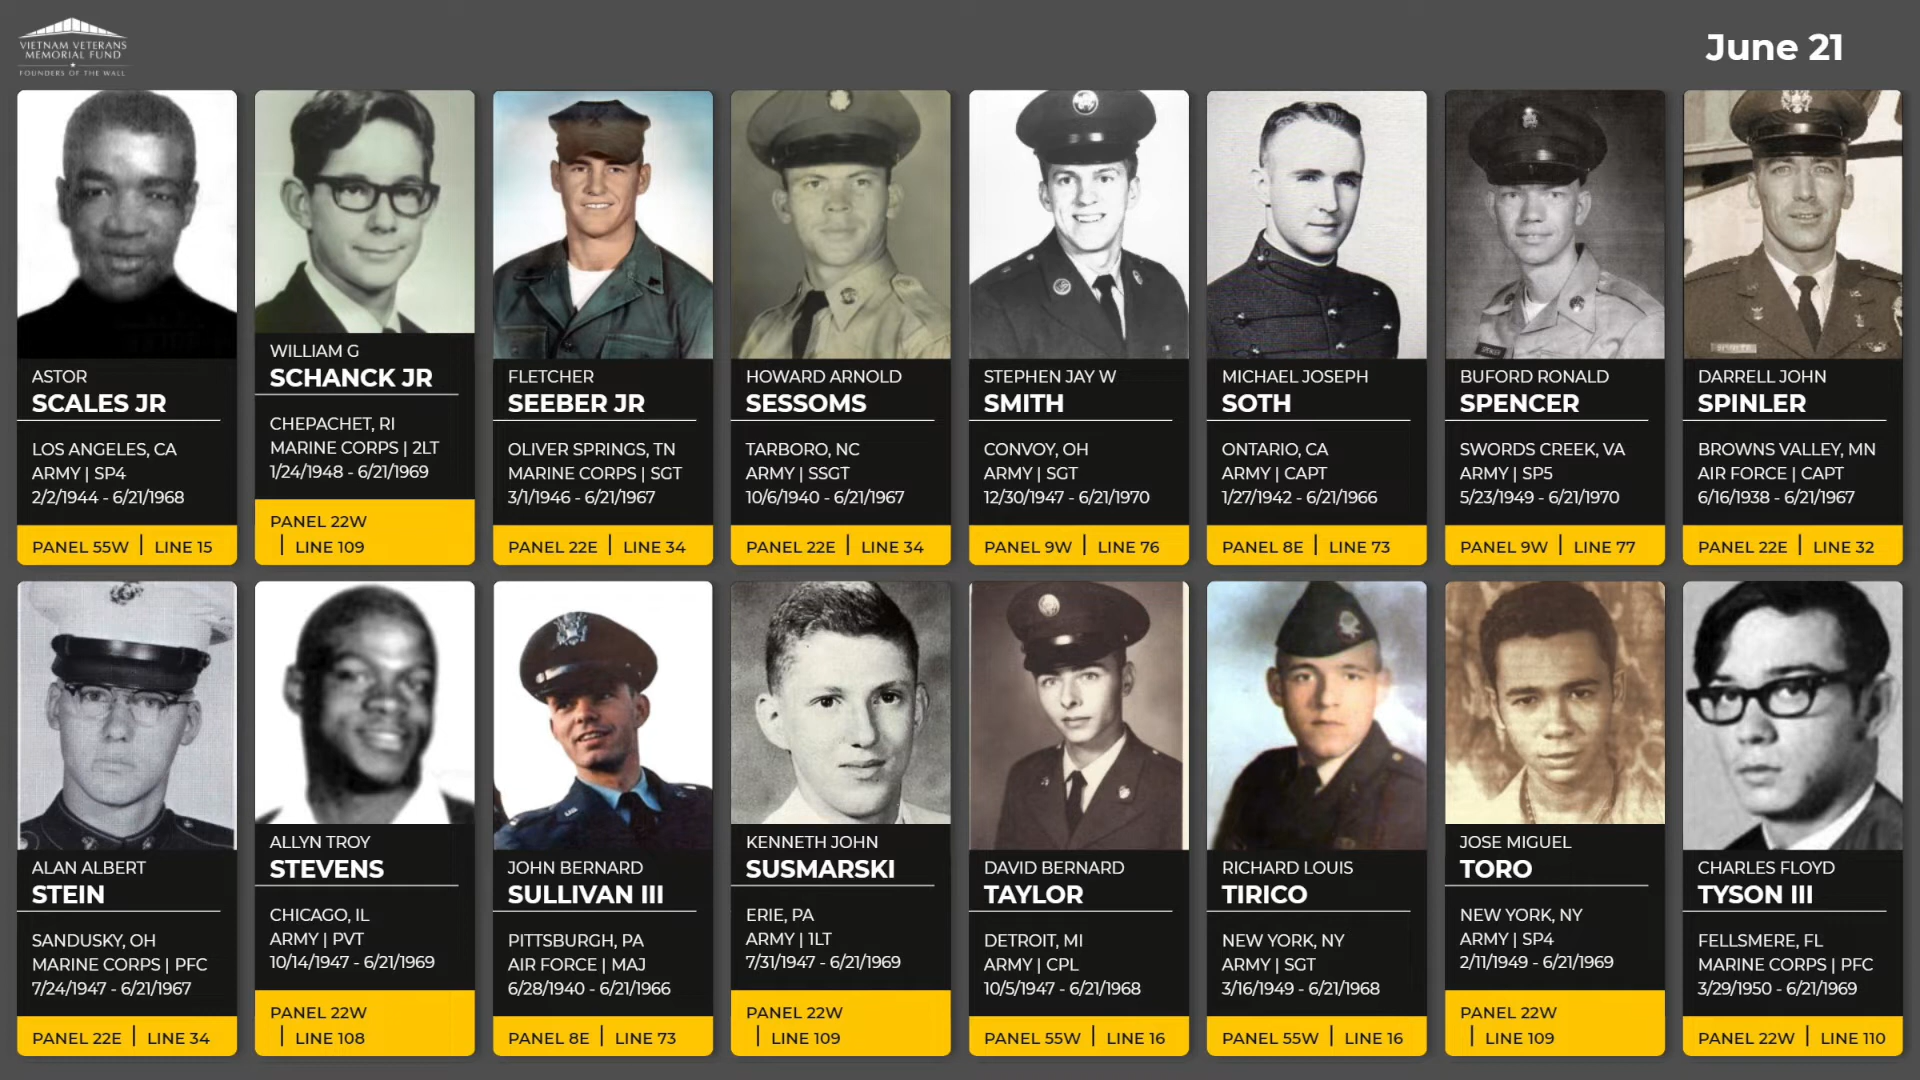 VIETNAM VETERANS
MEMORIAL FUND
FOUNDERS OF THE WALL
June 21
ASTOR
SCALES JR
LOS ANGELES, CA
ARMY | SP4
2/2/1944 - 6/21/1968
PANEL 55W | LINE 15
WILLIAM G
SCHANCK JR
CHEPACHET, RI
MARINE CORPS | 2LT
1/24/1948 - 6/21/1969
PANEL 22W
| LINE 109
FLETCHER
SEEBER JR
OLIVER SPRINGS, TN
MARINE CORPS | SGT
3/1/1946 - 6/21/1967
PANEL 22E | LINE 34
HOWARD ARNOLD
SESSOMS
TARBORO, NC
ARMY | SSGT
10/6/1940 - 6/21/1967
PANEL 22E | LINE 34
STEPHEN JAY W
SMITH
CONVOY, OH
ARMY | SGT
12/30/1947 - 6/21/1970
PANEL 9W | LINE 76
MICHAEL JOSEPH
SOTH
ONTARIO, CA
ARMY | CAPT
1/27/1942 - 6/21/1966
PANEL 8E | LINE 73
BUFORD RONALD
SPENCER
SWORDS CREEK, VA
ARMY | SP5
5/23/1949 - 6/21/1970
PANEL 9W | LINE 77
DARRELL JOHN
SPINLER
BROWNS VALLEY, MN
AIR FORCE | CAPT
6/16/1938 - 6/21/1967
PANEL 22E | LINE 32
ALAN ALBERT
STEIN
SANDUSKY, OH
MARINE CORPS | PFC
7/24/1947 - 6/21/1967
PANEL 22E | LINE 34
ALLYN TROY
STEVENS
CHICAGO, IL
ARMY | PVT
10/14/1947 - 6/21/1969
PANEL 22W
| LINE 108
JOHN BERNARD
SULLIVAN III
PITTSBURGH, PA
AIR FORCE | MAJ
6/28/1940 - 6/21/1966
PANEL 8E | LINE 73
KENNETH JOHN
SUSMARSKI
ERIE, PA
ARMY | 1LT
7/31/1947 - 6/21/1969
PANEL 22W
| LINE 109
DAVID BERNARD
TAYLOR
DETROIT, MI
ARMY | CPL
10/5/1947 - 6/21/1968
PANEL 55W | LINE 16
RICHARD LOUIS
TIRICO
NEW YORK, NY
ARMY | SGT
3/16/1949 - 6/21/1968
PANEL 55W | LINE 16
JOSE MIGUEL
TORO
NEW YORK, NY
ARMY | SP4
2/11/1949 - 6/21/1969
PANEL 22W
| LINE 109
CHARLES FLOYD
TYSON III
FELLSMERE, FL
MARINE CORPS | PFC
3/29/1950 - 6/21/1969
PANEL 22W | LINE 110